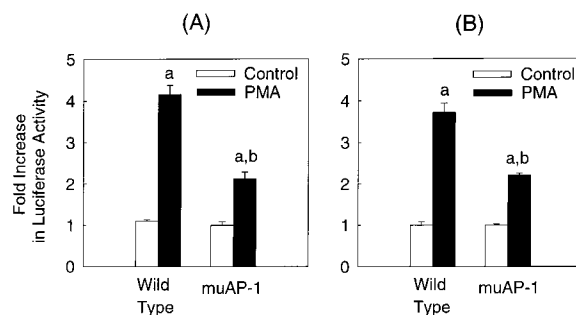 (A)
Fold Increase
in Luciferase Activity
5
4
3
2
1
0
Control
PMA
a
a,b
Wild
Type
muAP-1
(B)
5
4
3
2
1
0
Control
PMA
a
a,b
Wild
Type
muAP-1